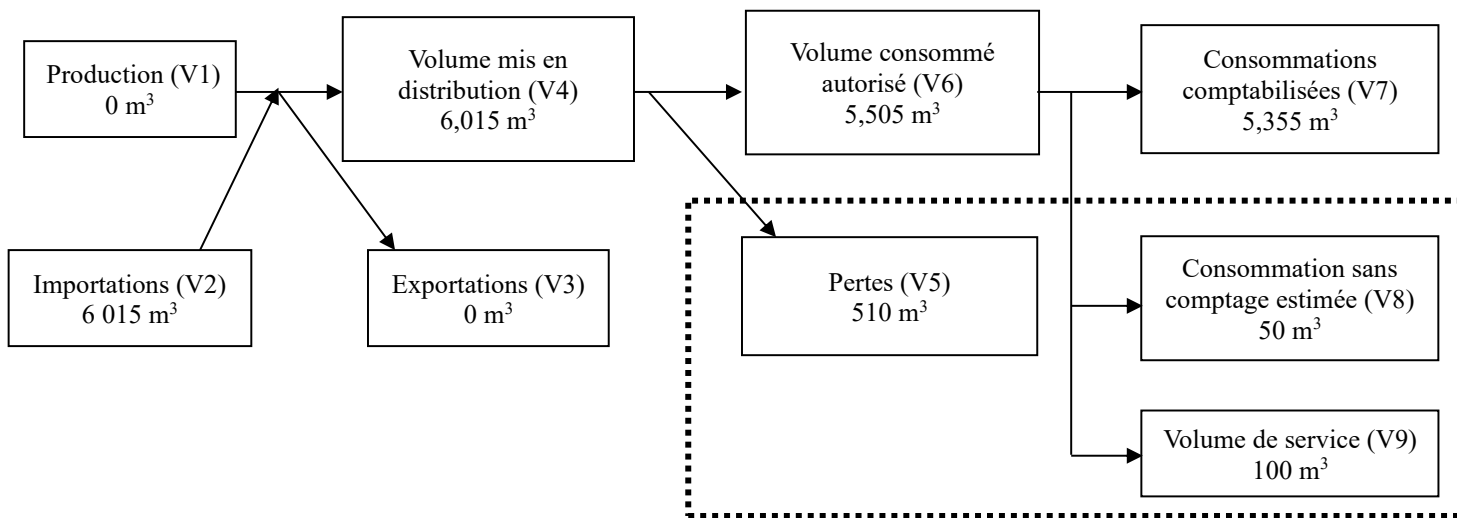 Production (V1)
0 m³
Volume mis en
distribution (V4)
6,015 m³
Volume consommé
autorisé (V6)
5,505 m³
Consommations
comptabilisées (V7)
5,355 m³
Importations (V2)
6 015 m³
Exportations (V3)
0 m³
Pertes (V5)
510 m³
Consommation sans
comptage estimée (V8)
50 m³
Volume de service (V9)
100 m³